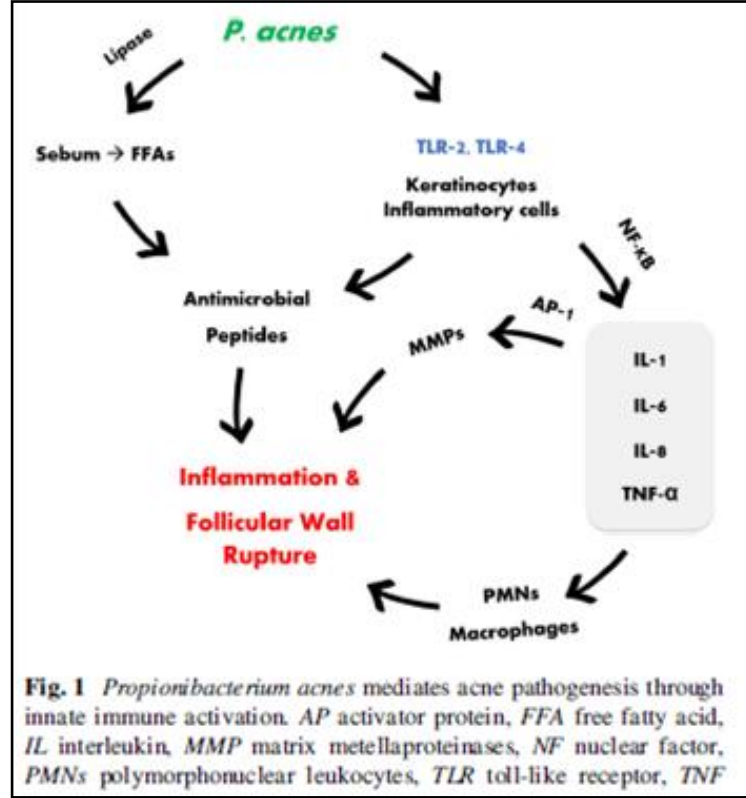 P. acnes
Lipase
Sebum → FFAs
TLR-2, TLR-4
Keratinocytes
Inflammatory cells
NF-κB
Antimicrobial
Peptides
AP-1
MMPs
IL-1
IL-6
IL-8
TNF-α
Inflammation &
Follicular Wall
Rupture
PMNs
Macrophages
Fig. 1 Propionibacterium acnes mediates acne pathogenesis through
innate immune activation. AP activator protein, FFA free fatty acid,
IL interleukin, MMP matrix metellaproteinases, NF nuclear factor,
PMNs polymorphonuclear leukocytes, TLR toll-like receptor, TNF